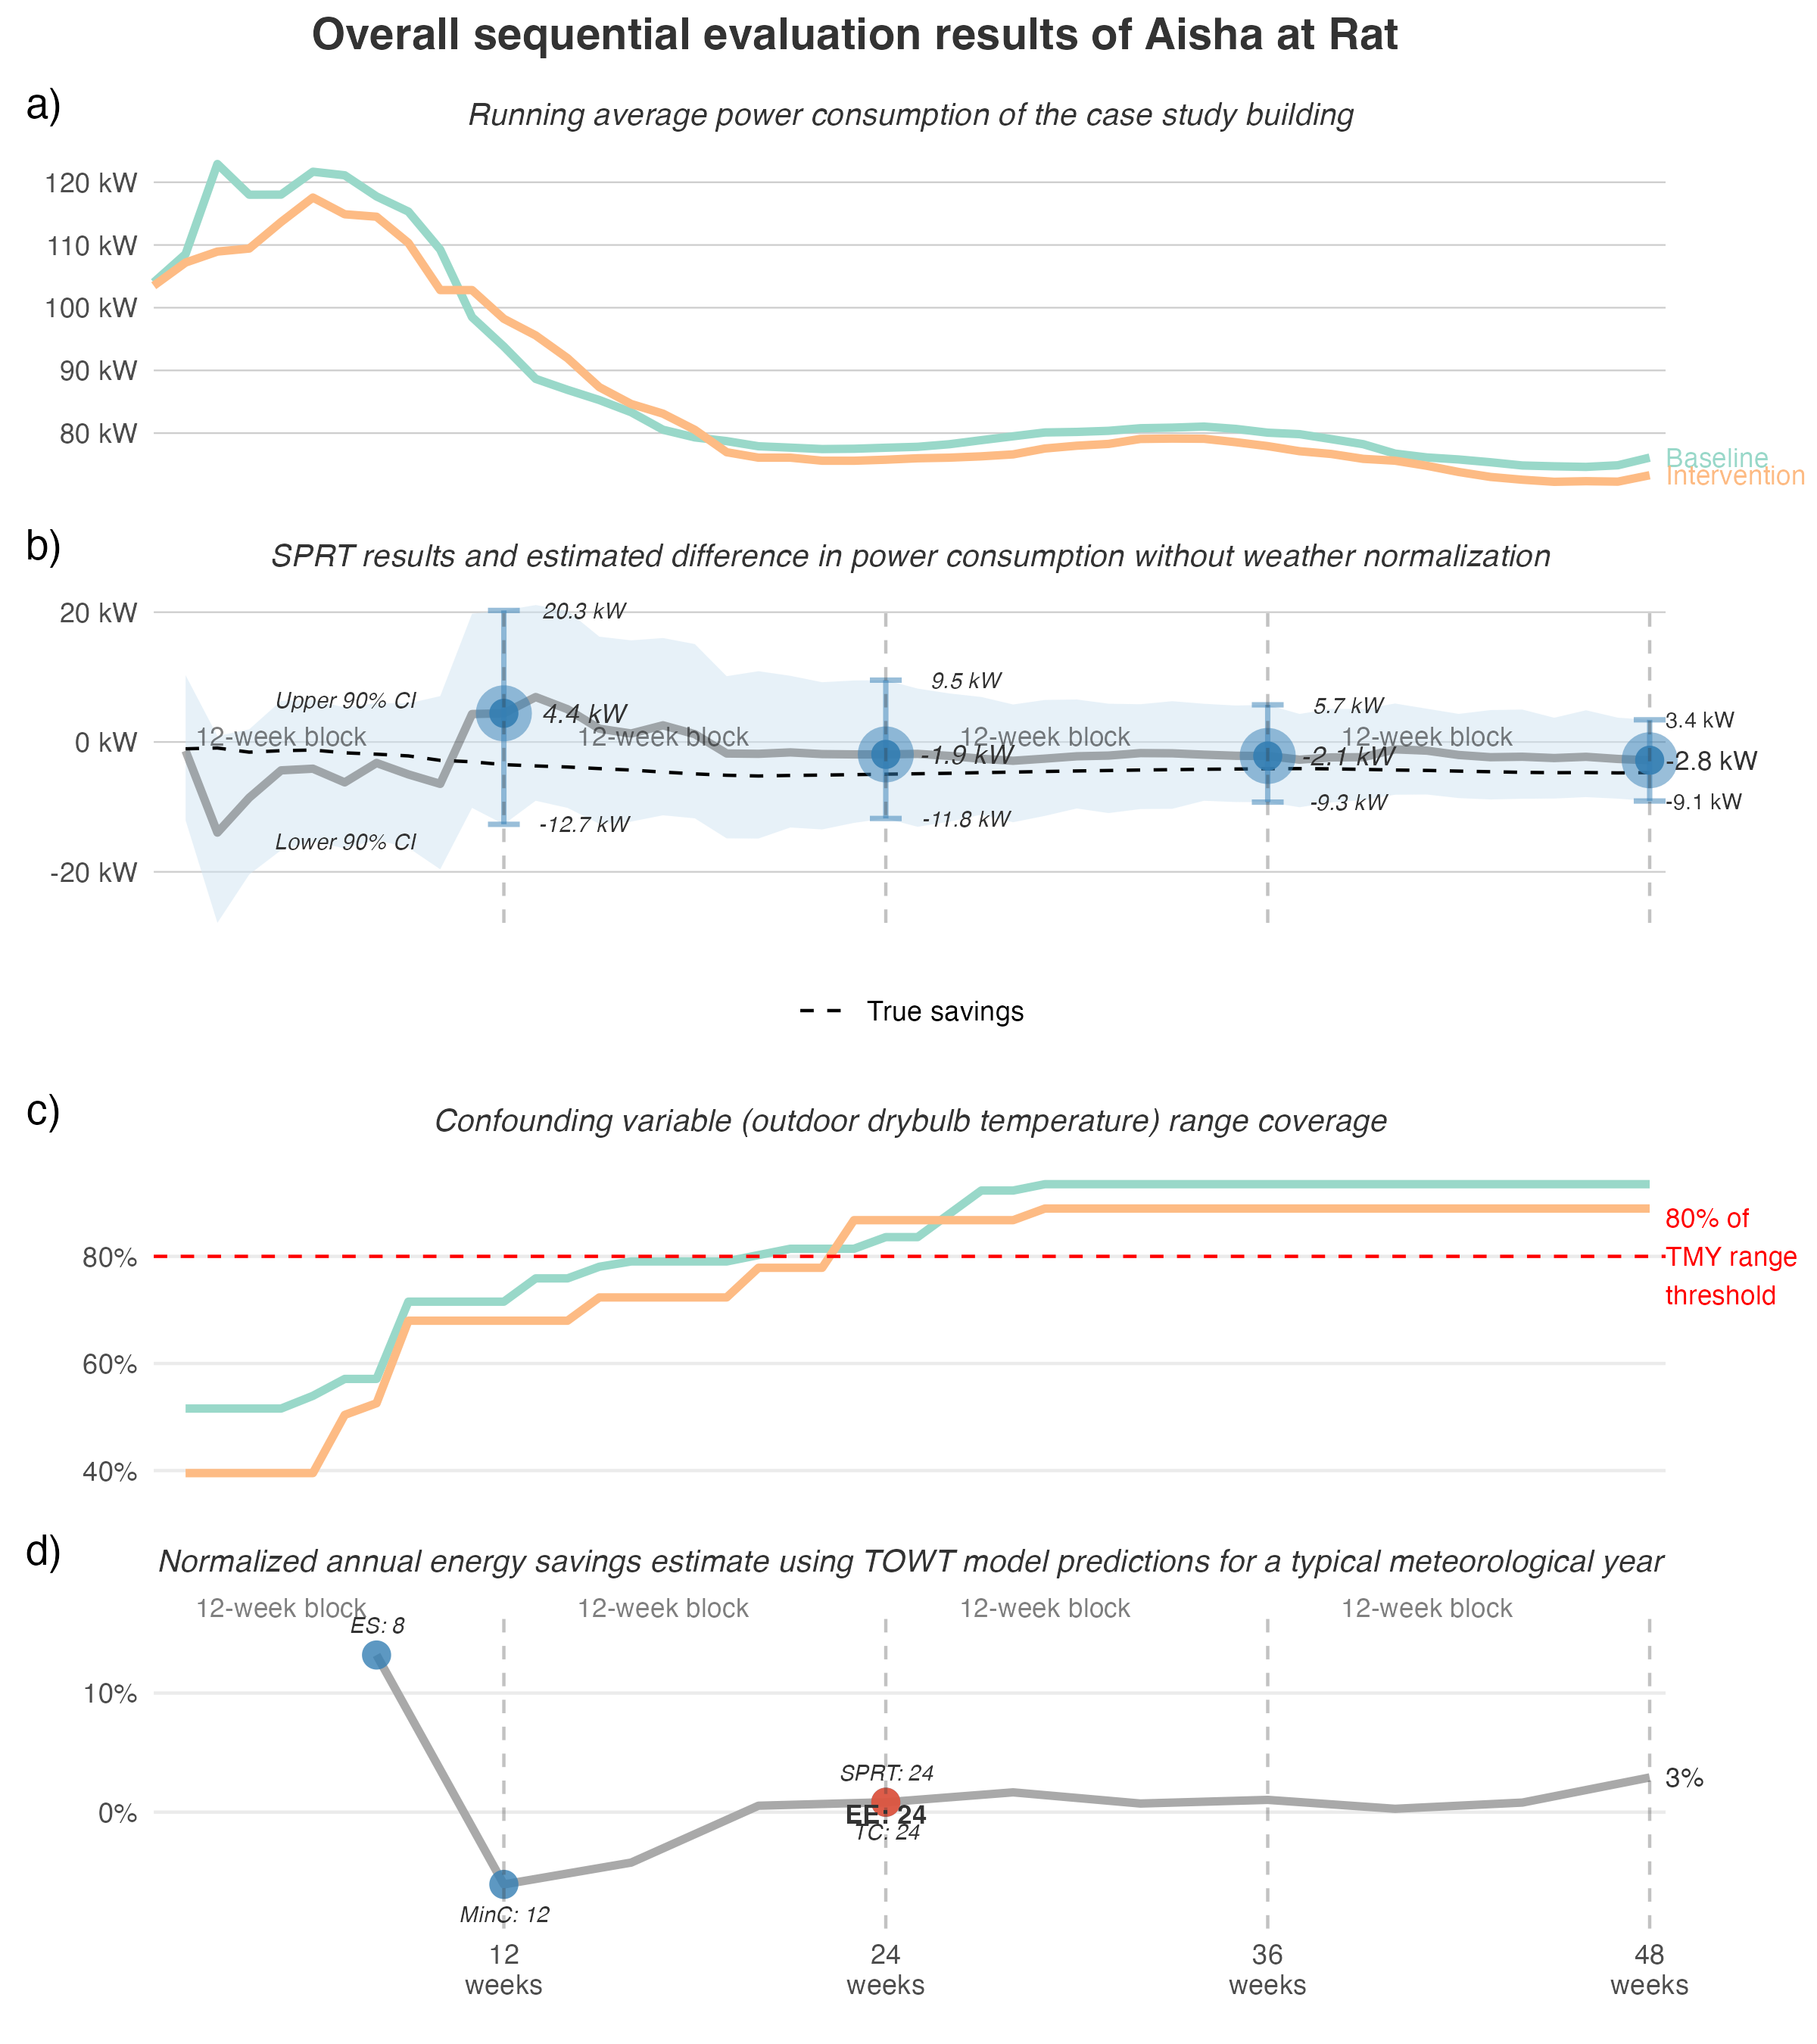 Overall sequential evaluation results of Aisha at Rat
a)
Running average power consumption of the case study building
120 kW
110 kW
100 kW
90 kW
80 kW
Baseline
Intervention
b)
SPRT results and estimated difference in power consumption without weather normalization
20 kW
0 kW
-20 kW
Upper 90% CI
Lower 90% CI
12-week block
12-week block
12-week block
12-week block
20.3 kW
4.4 kW
-12.7 kW
9.5 kW
-1.9 kW
-11.8 kW
5.7 kW
-2.1 kW
-9.3 kW
3.4 kW
-2.8 kW
-9.1 kW
True savings
c)
Confounding variable (outdoor drybulb temperature) range coverage
80%
60%
40%
80% of
TMY range
threshold
d)
Normalized annual energy savings estimate using TOWT model predictions for a typical meteorological year
12-week block
12-week block
12-week block
12-week block
10%
0%
ES: 8
MinC: 12
SPRT: 24
EE: 24
TC: 24
3%
12
weeks
24
weeks
36
weeks
48
weeks